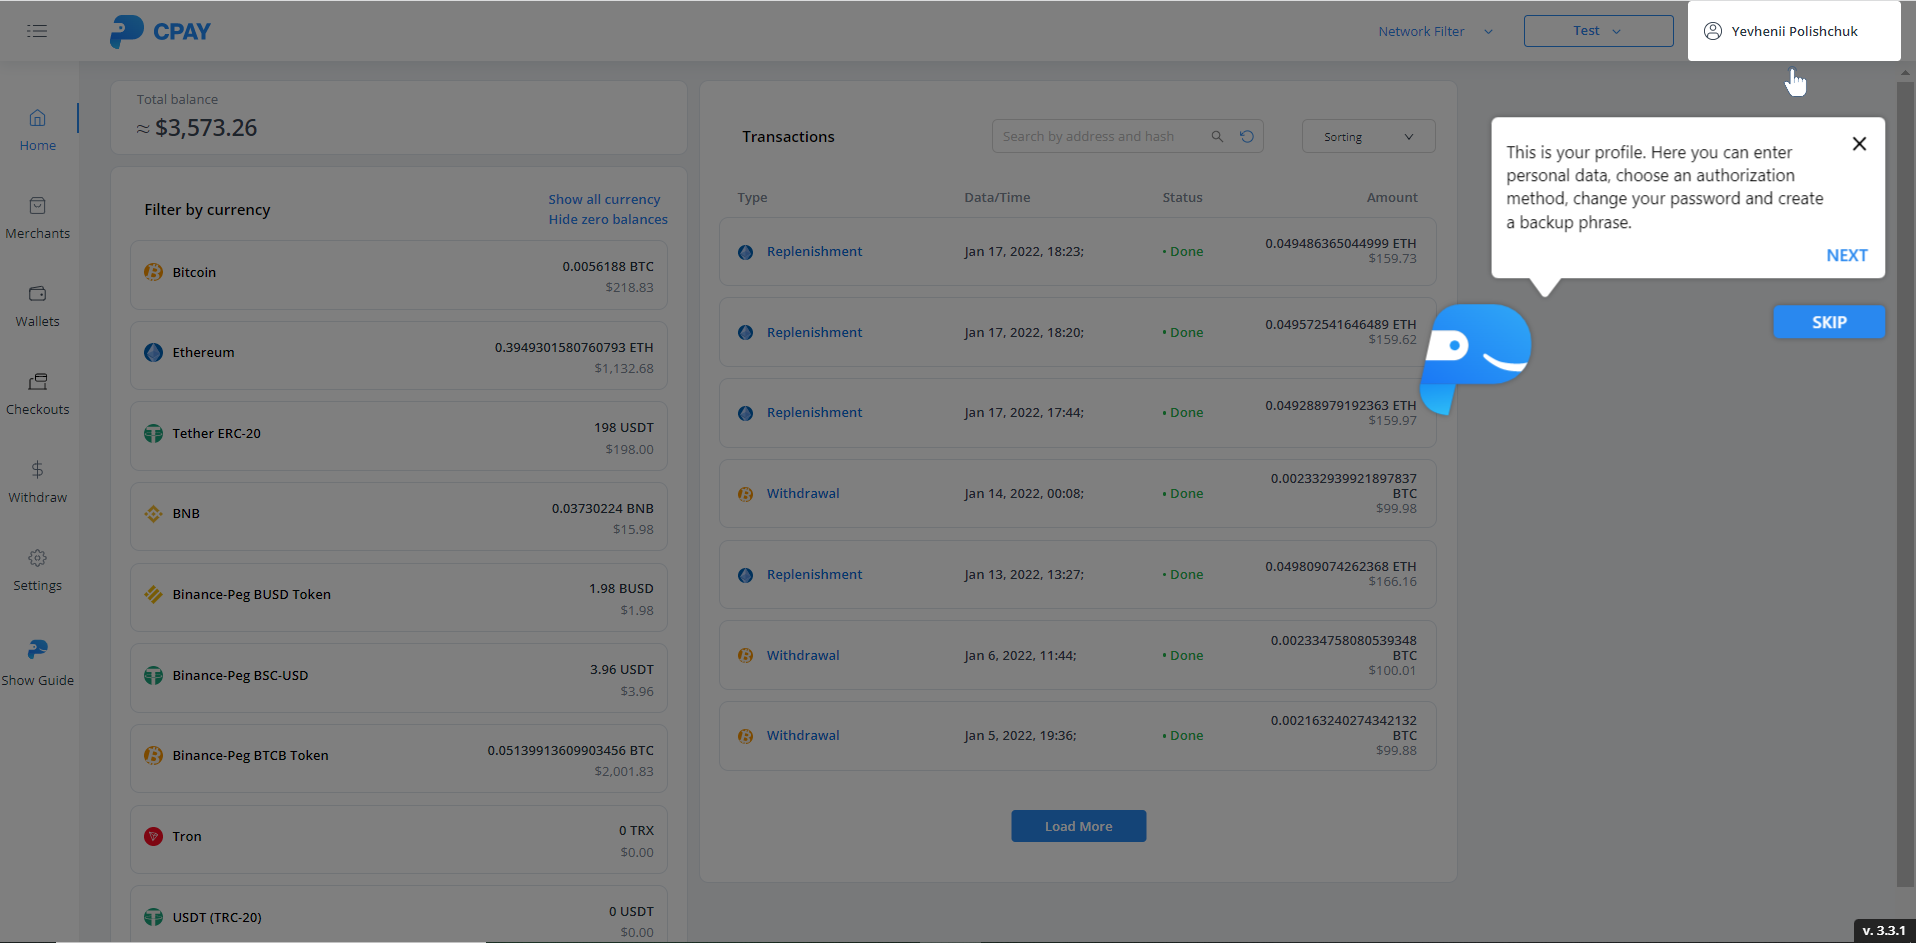 CPAY
Network Filter
Test
Yevhenii Polishchuk
Home
Merchants
Wallets
Checkouts
Withdraw
Settings
Show Guide
Total balance
≈ $3,573.26
Filter by currency
Show all currency
Hide zero balances
Bitcoin
0.0056188 BTC
$218.83
Ethereum
0.3949301580760793 ETH
$1,132.68
Tether ERC-20
198 USDT
$198.00
BNB
0.03730224 BNB
$15.98
Binance-Peg BUSD Token
1.98 BUSD
$1.98
Binance-Peg BSC-USD
3.96 USDT
$3.96
Binance-Peg BTCB Token
0.05139913609903456 BTC
$2,001.83
Tron
0 TRX
$0.00
USDT (TRC-20)
0 USDT
$0.00
Transactions
Search by address and hash
Sorting
Type Data/Time Status Amount
Replenishment Jan 17, 2022, 18:23; • Done 0.049486365044999 ETH
$159.73
Replenishment Jan 17, 2022, 18:20; • Done 0.049572541646489 ETH
$159.62
Replenishment Jan 17, 2022, 17:44; • Done 0.049288979192363 ETH
$159.97
Withdrawal Jan 14, 2022, 00:08; • Done 0.002332939921897837
BTC
$99.98
Replenishment Jan 13, 2022, 13:27; • Done 0.049809074262368 ETH
$166.16
Withdrawal Jan 6, 2022, 11:44; • Done 0.002334758080539348
BTC
$100.01
Withdrawal Jan 5, 2022, 19:36; • Done 0.002163240274342132
BTC
$99.88
Load More
This is your profile. Here you can enter
personal data, choose an authorization
method, change your password and create
a backup phrase.
NEXT
SKIP
v. 3.3.1